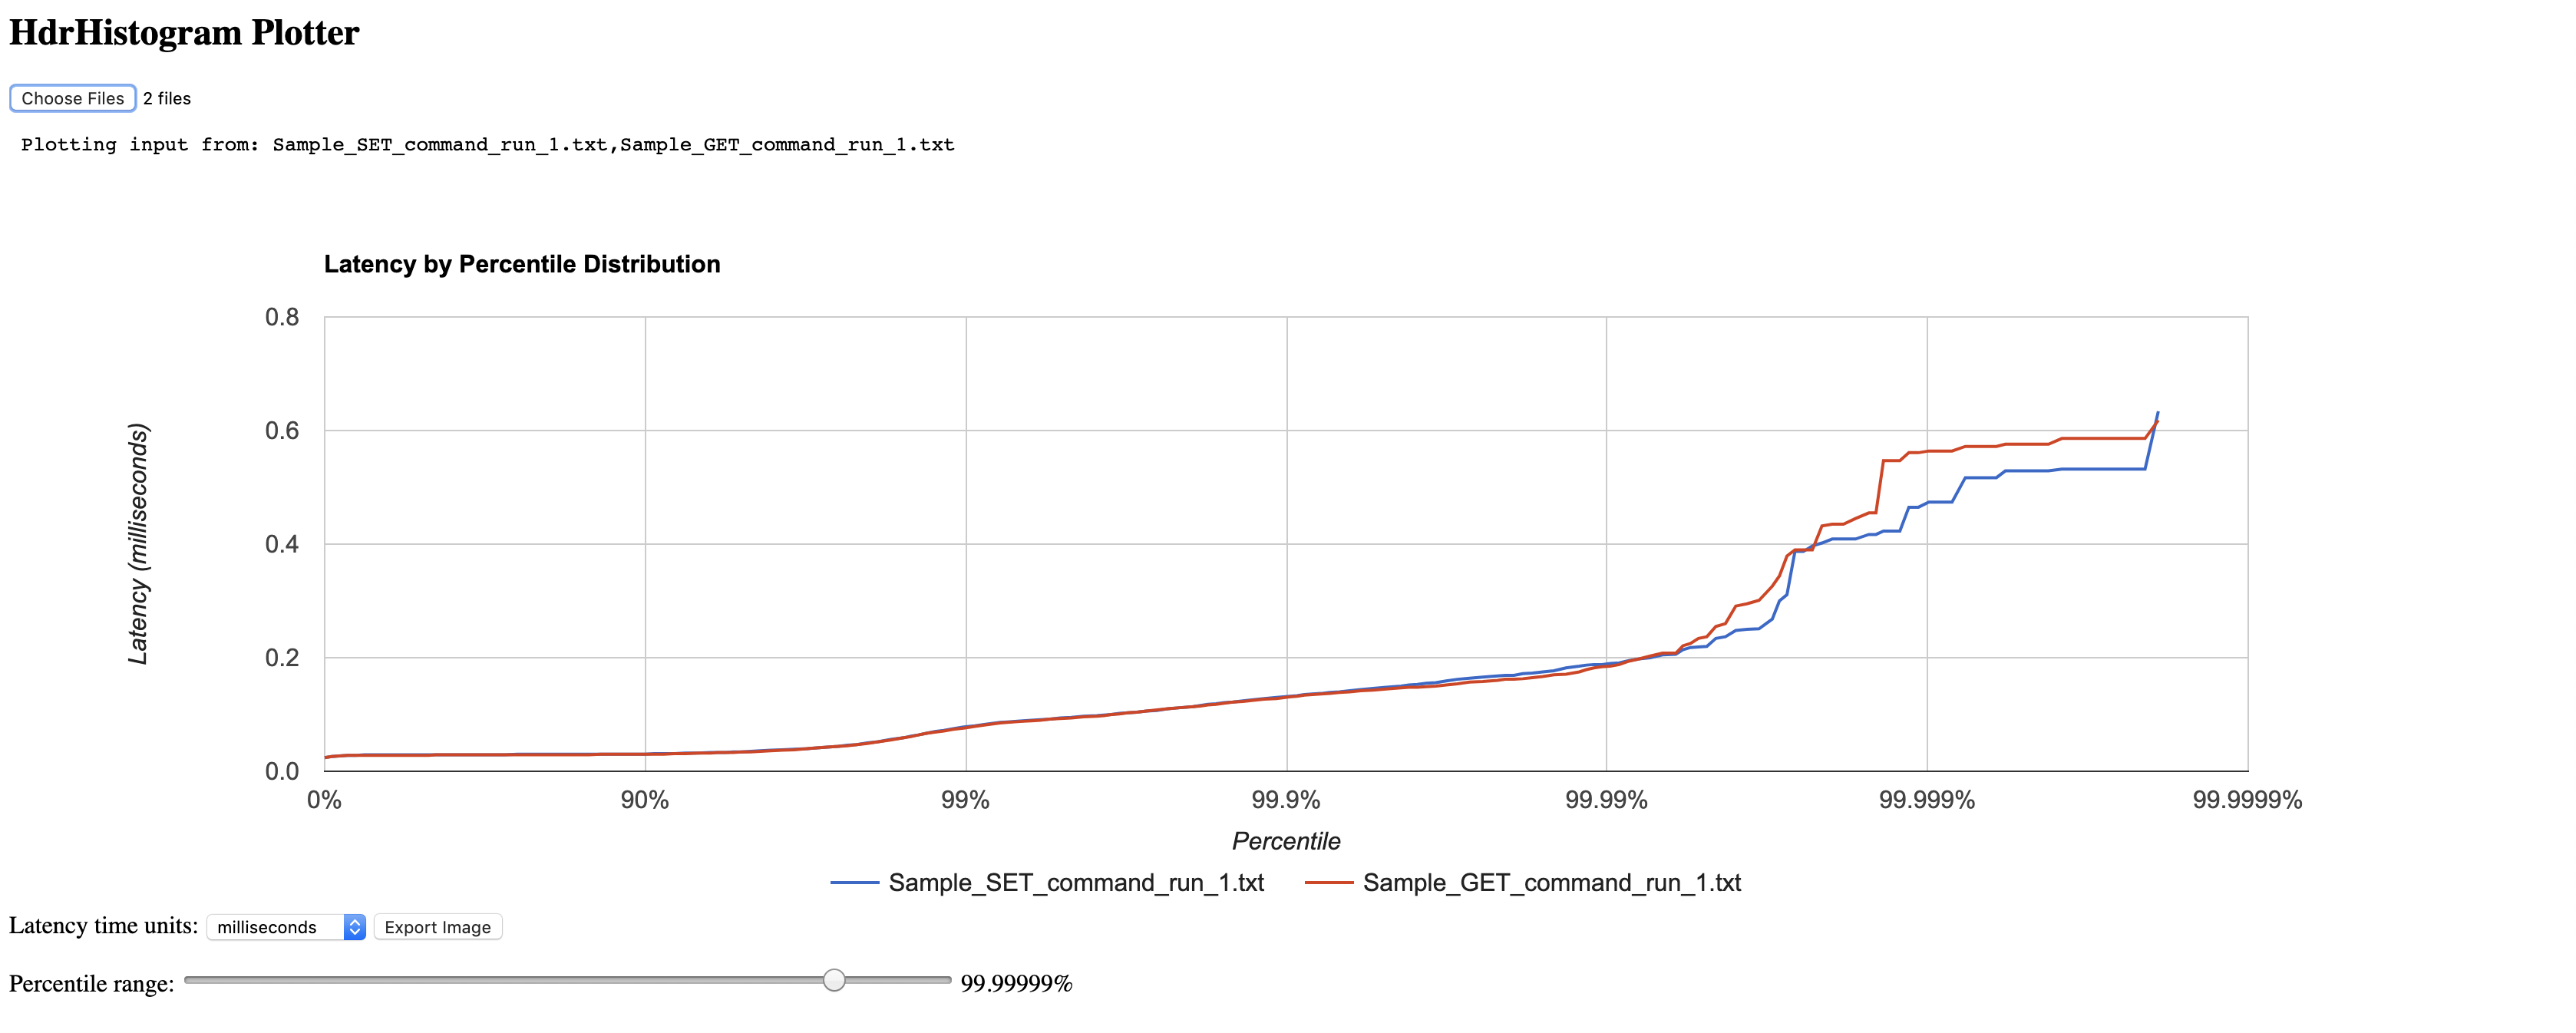 HdrHistogram Plotter
Choose Files 2 files
Plotting input from: Sample_SET_command_run_1.txt,Sample_GET_command_run_1.txt
Latency by Percentile Distribution
0.8
0.6
0.4
0.2
0.0
Latency (milliseconds)
0% 90% 99% 99.9% 99.99% 99.999% 99.9999%
Percentile
Sample_SET_command_run_1.txt Sample_GET_command_run_1.txt
Latency time units: milliseconds Export Image
Percentile range: 99.99999%